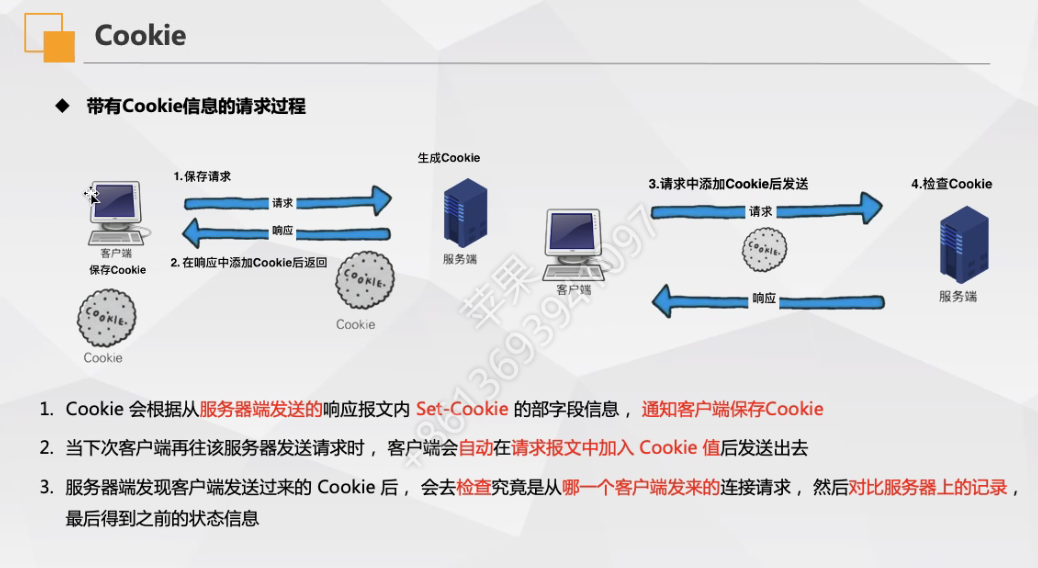 Cookie
◆ 带有Cookie信息的请求过程
生成Cookie
1.保存请求
请求
响应
2.在响应中添加Cookie后返回
客户端
保存Cookie
COOKIE.
Cookie
COOKIE.
Cookie
服务端
3.请求中添加Cookie后发送
请求
COOKIE.
响应
客户端
4.检查Cookie
服务端
苹果
1. Cookie 会根据从服务器端发送的响应报文内 Set-Cookie 的部字段信息，通知客户端保存Cookie
2. 当下次客户端再往该服务器发送请求时，客户端会自动在请求报文中加入 Cookie 值后发送出去
3. 服务器端发现客户端发送过来的 Cookie 后，会去检查究竟是从哪一个客户端发来的连接请求，然后对比服务器上的记录，
最后得到之前的状态信息